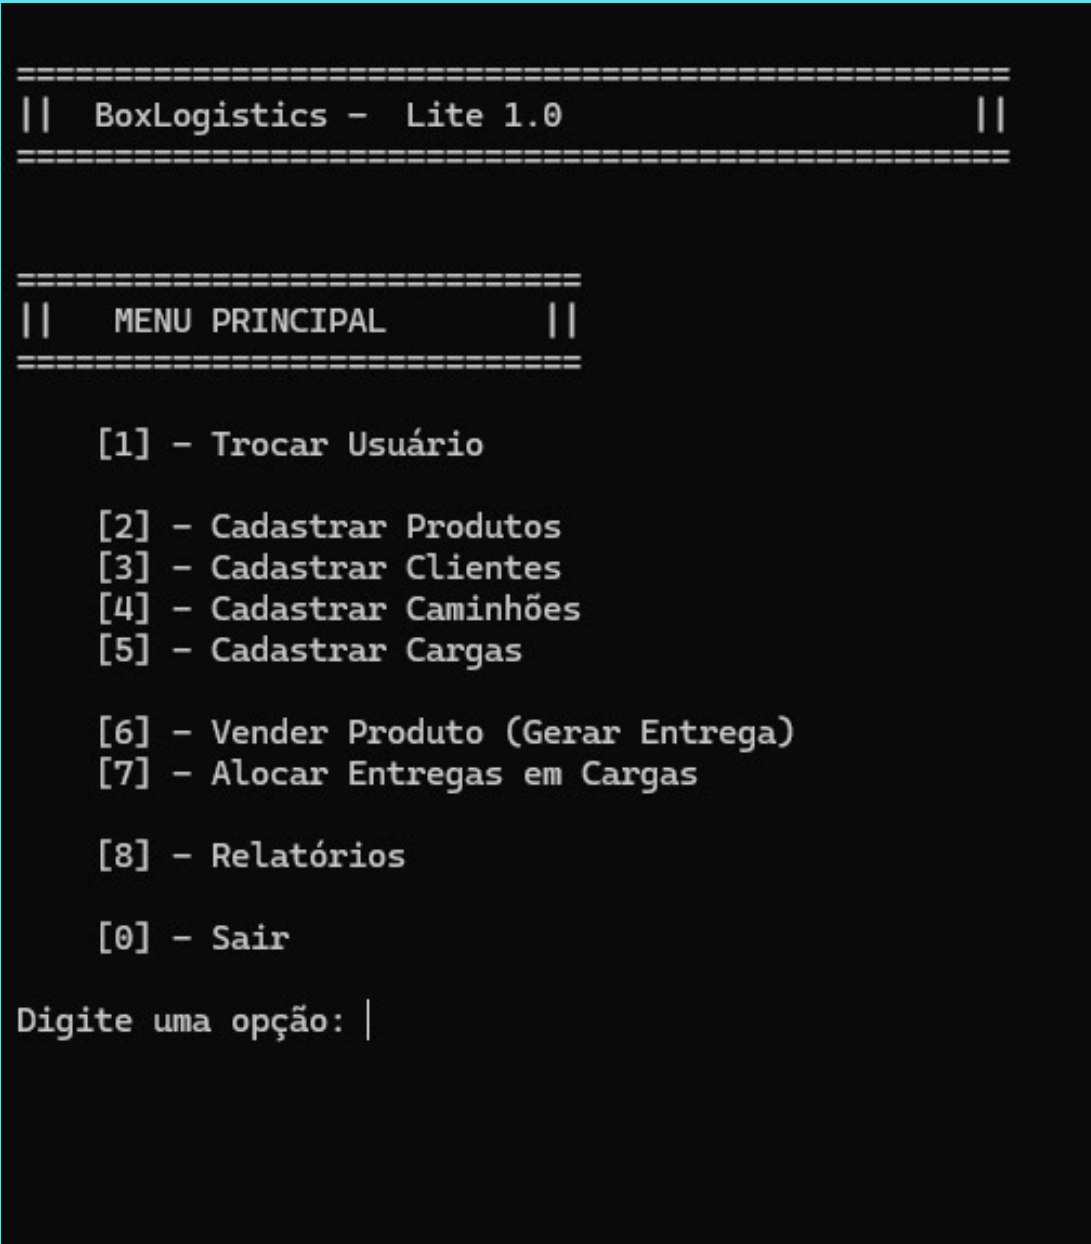 ===================================================
||  BoxLogistics –  Lite 1.0                     ||
===================================================
=============================
||   MENU PRINCIPAL        ||
=============================
[1] – Trocar Usuário
[2] – Cadastrar Produtos
[3] – Cadastrar Clientes
[4] – Cadastrar Caminhões
[5] – Cadastrar Cargas
[6] – Vender Produto (Gerar Entrega)
[7] – Alocar Entregas em Cargas
[8] – Relatórios
[0] – Sair
Digite uma opção: